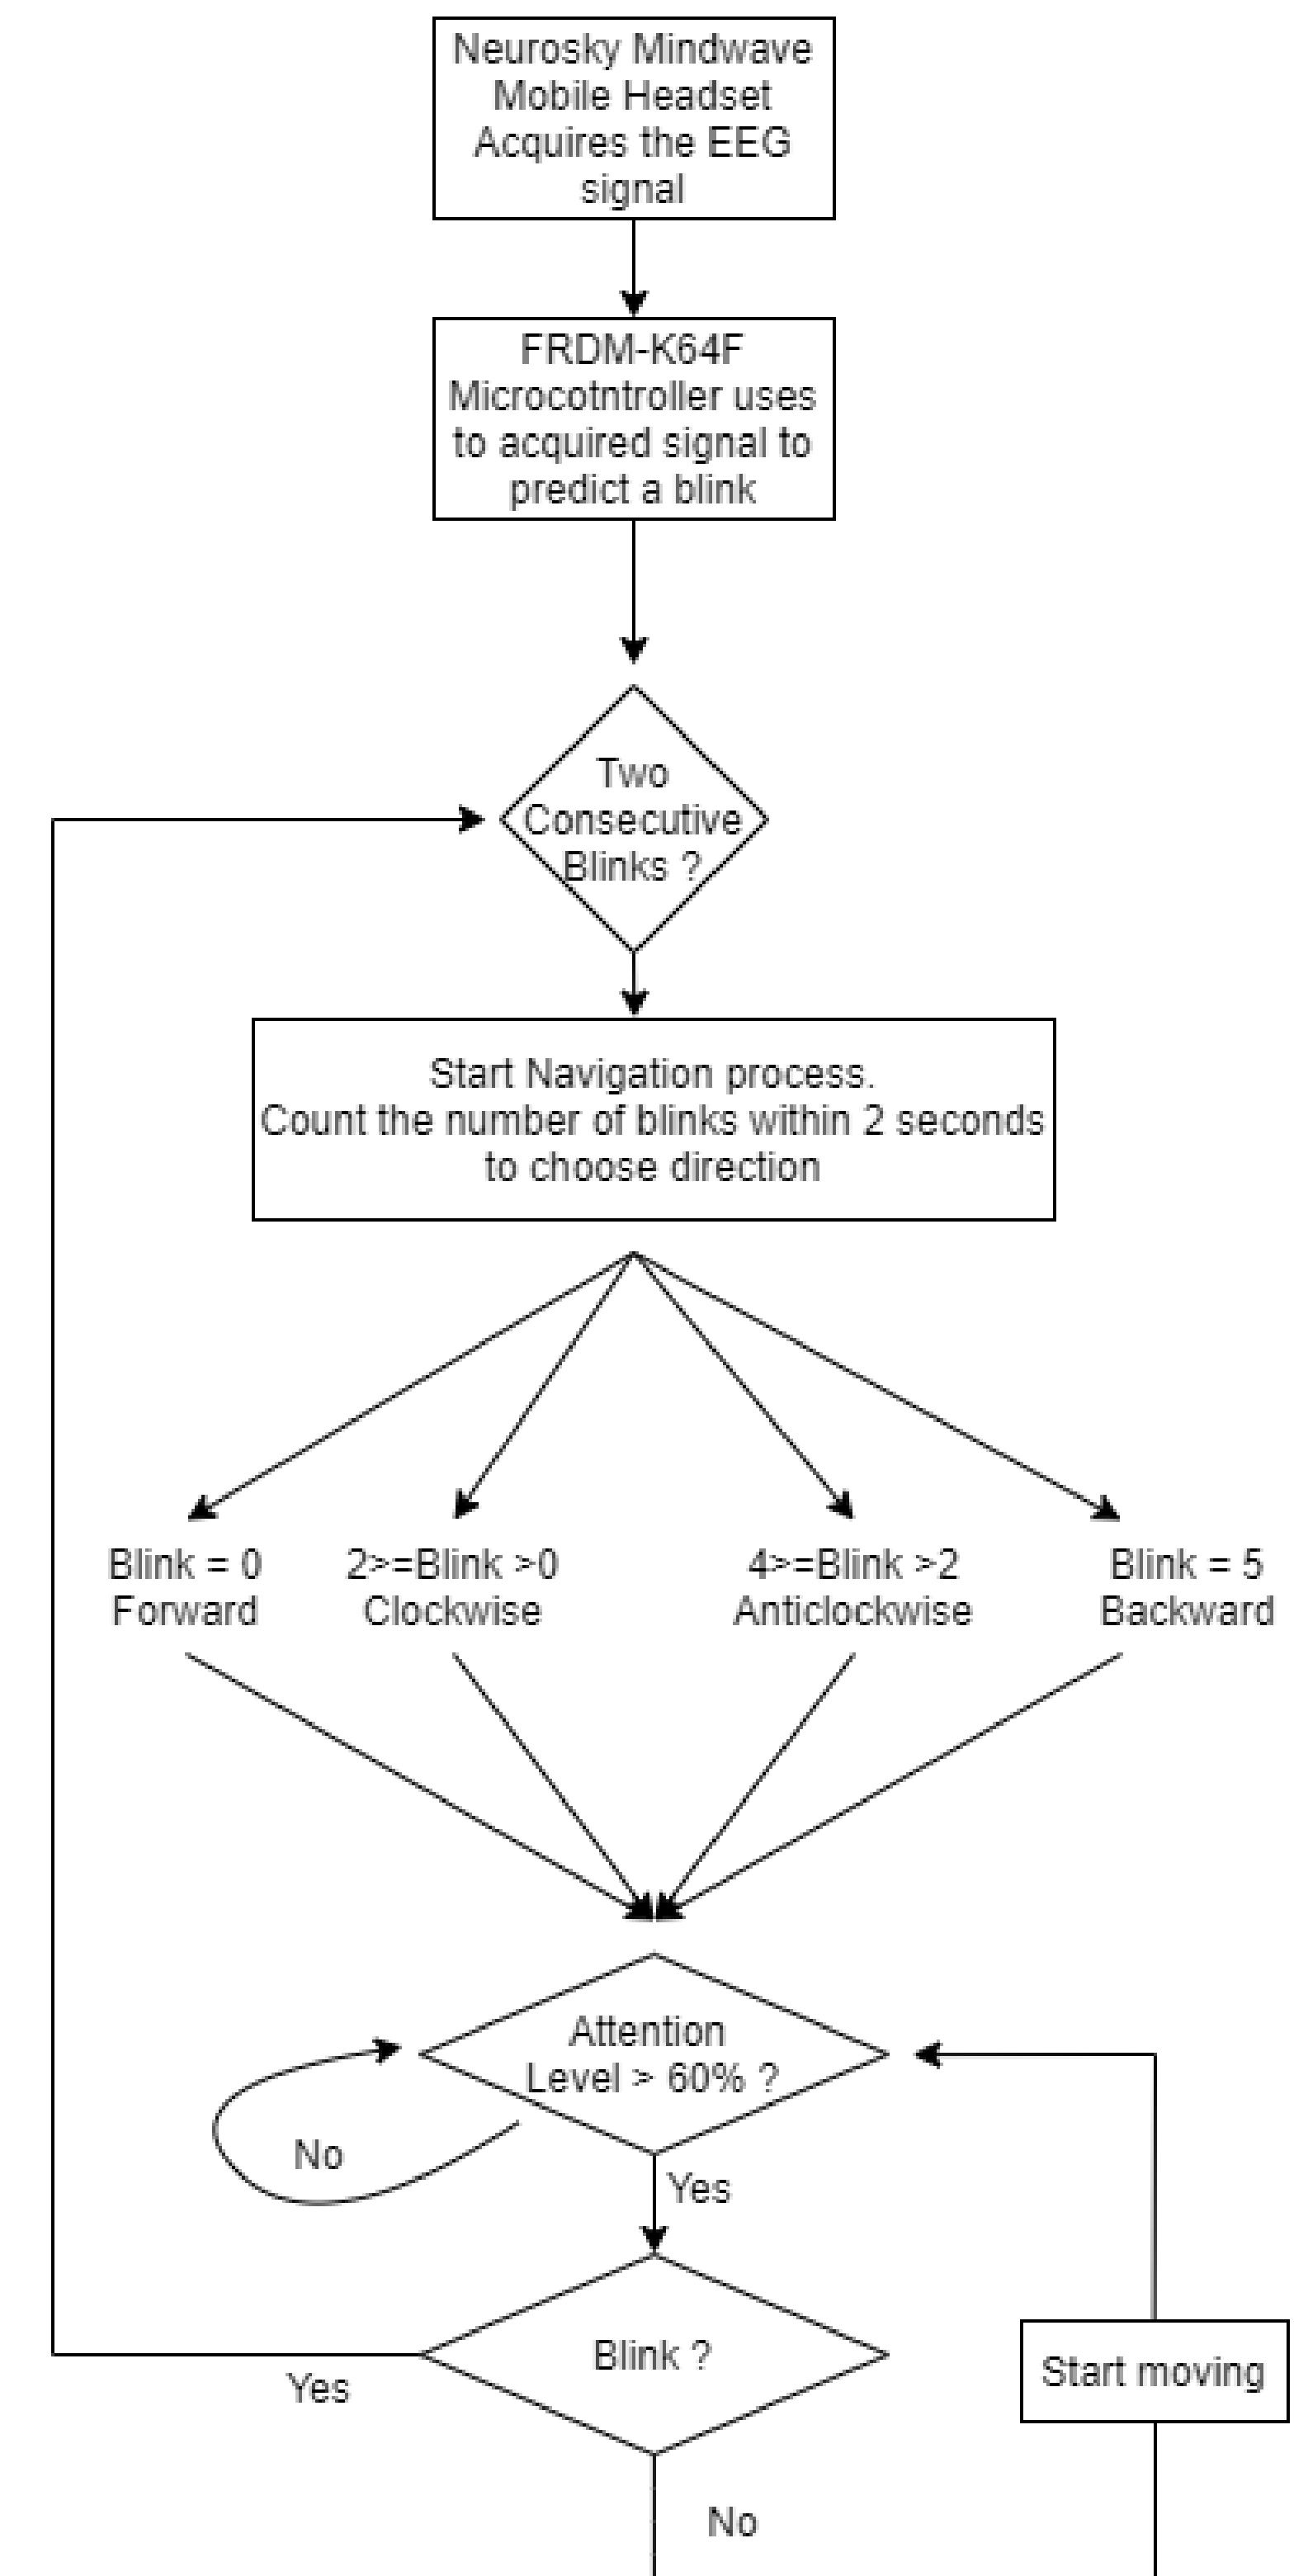 Neurosky Mindwave
Mobile Headset
Acquires the EEG
signal
FRDM-K64F
Microcotntroller uses
to acquired signal to
predict a blink
Two
Consecutive
Blinks ?
Start Navigation process.
Count the number of blinks within 2 seconds
to choose direction
Blink = 0
Forward
2>=Blink >0
Clockwise
4>=Blink >2
Anticlockwise
Blink = 5
Backward
Attention
Level > 60% ?
No
Yes
Blink ?
Yes
Start moving
No